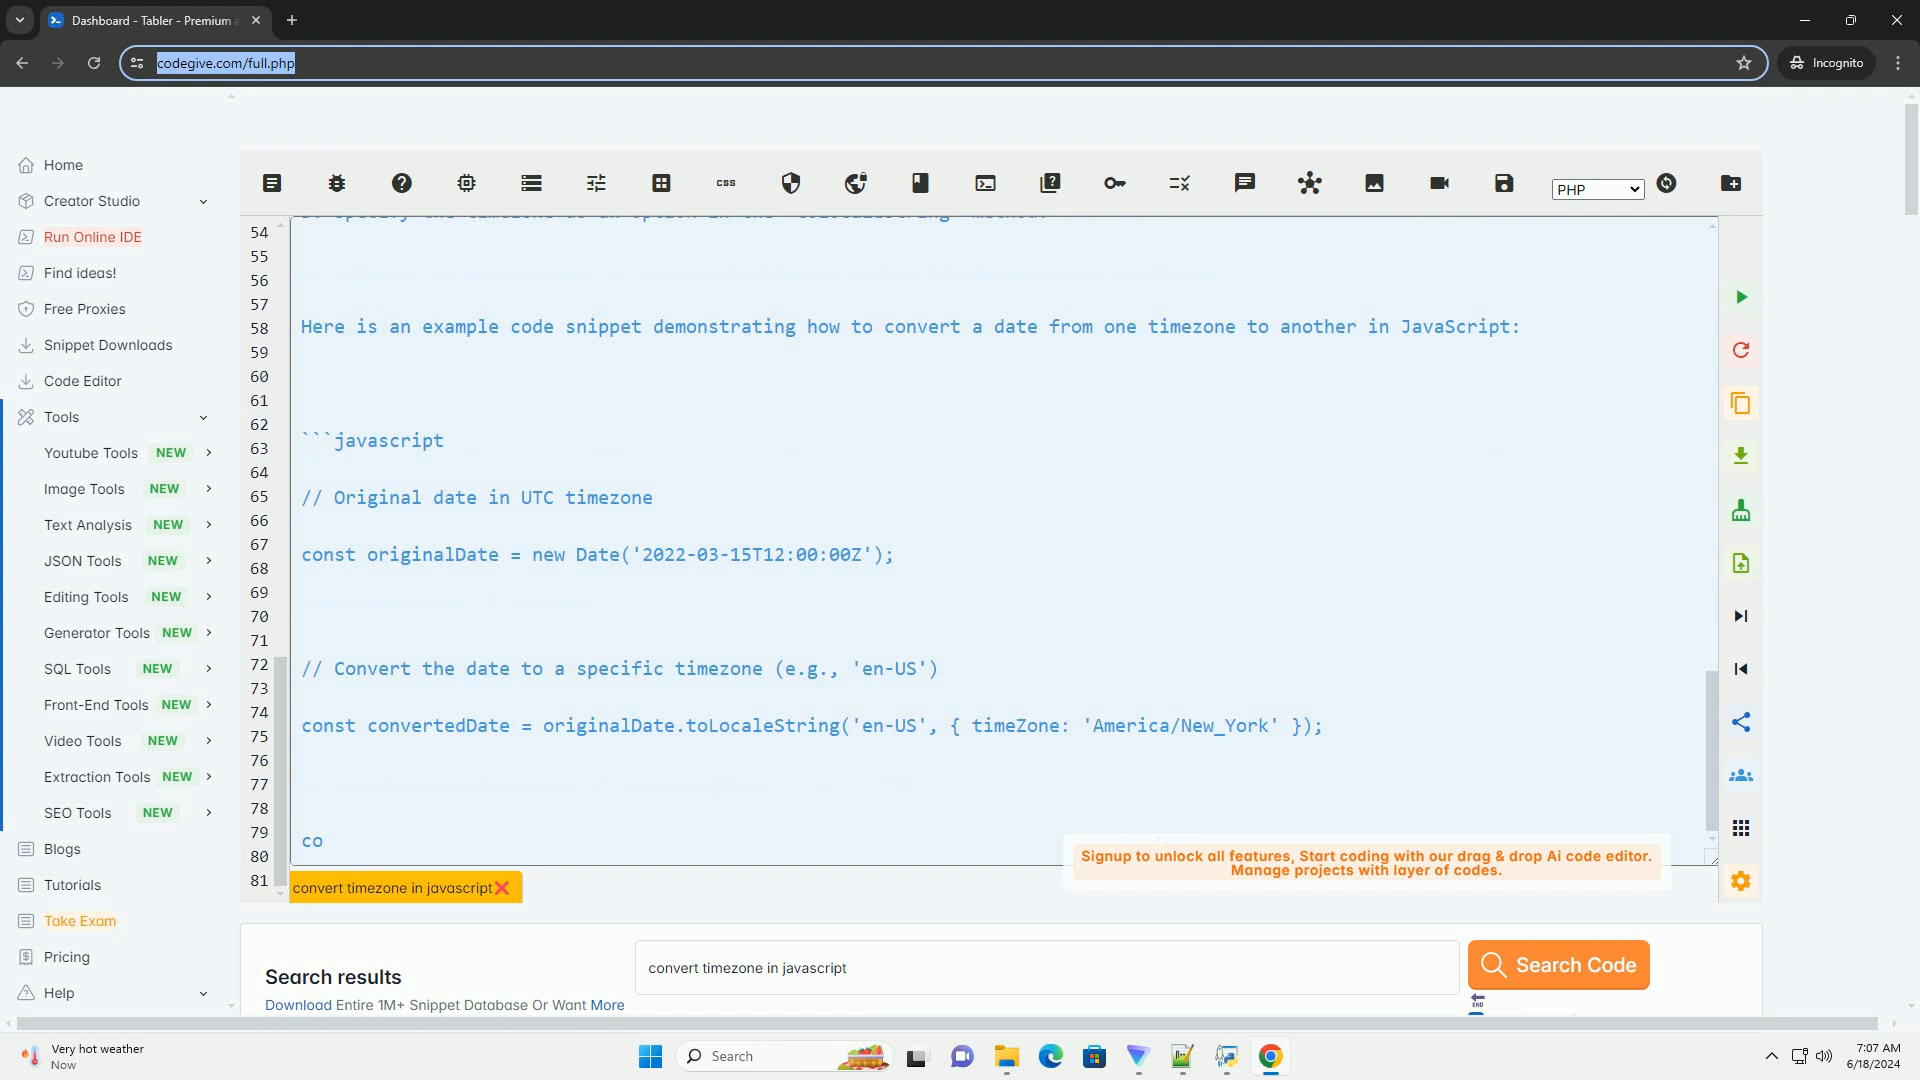 Dashboard - Tabler - Premium
codegive.com/full.php
Incognito
Home
Creator Studio
Run Online IDE
Find ideas!
Free Proxies
Snippet Downloads
Code Editor
Tools
Youtube Tools NEW
Image Tools NEW
Text Analysis NEW
JSON Tools NEW
Editing Tools NEW
Generator Tools NEW
SQL Tools NEW
Front-End Tools NEW
Video Tools NEW
Extraction Tools NEW
SEO Tools NEW
Blogs
Tutorials
Take Exam
Pricing
Help
css
PHP
54
55
56
57
58
59
60
61
62
63
64
65
66
67
68
69
70
71
72
73
74
75
76
77
78
79
80
81
Here is an example code snippet demonstrating how to convert a date from one timezone to another in JavaScript:
```javascript
// Original date in UTC timezone
const originalDate = new Date('2022-03-15T12:00:00Z');
// Convert the date to a specific timezone (e.g., 'en-US')
const convertedDate = originalDate.toLocaleString('en-US', { timeZone: 'America/New_York' });
co
Signup to unlock all features, Start coding with our drag & drop Ai code editor.
Manage projects with layer of codes.
convert timezone in javascript
Search results
Download Entire 1M+ Snippet Database Or Want More
convert timezone in javascript
Search Code
END
Very hot weather
Now
Search
7:07 AM
6/18/2024